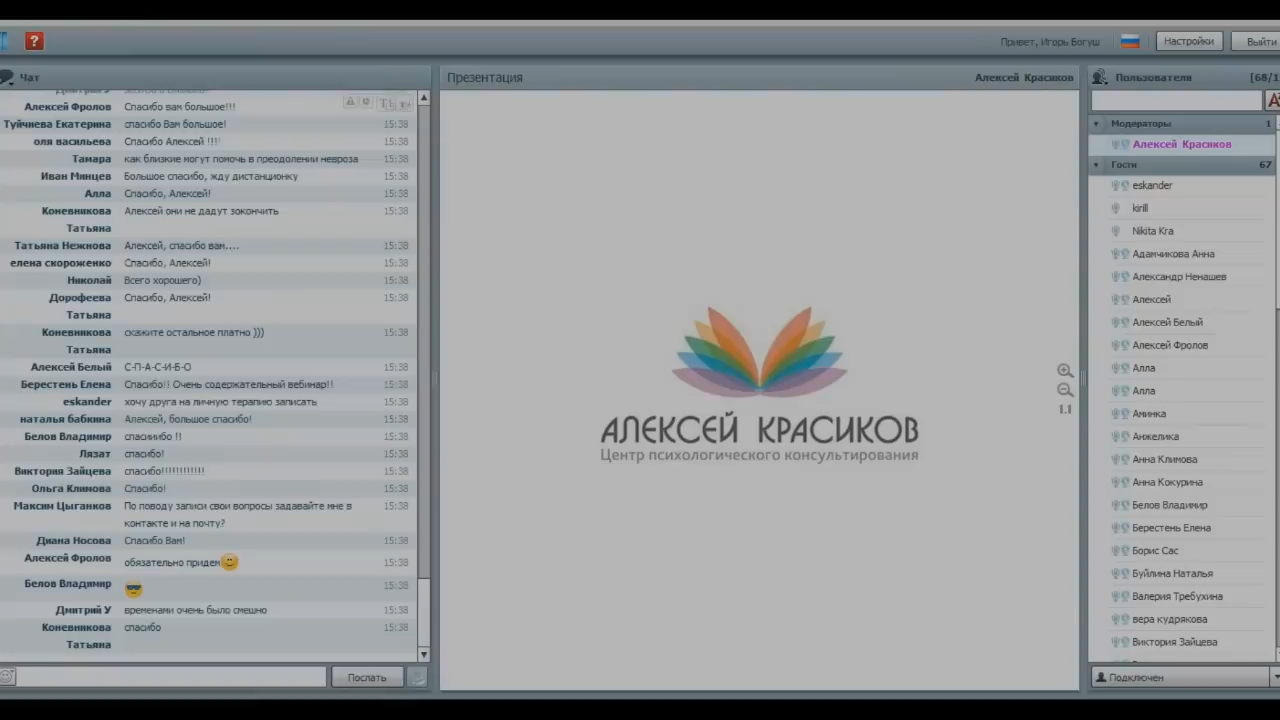 ?
Привет, Игорь Богуш
Настройки
Выйти
Чат
Алексей Фролов Спасибо вам большое!!!
Туйчиева Екатерина спасибо Вам большое! 15:38
оля васильева Спасибо Алексей !!! 15:38
Тамара как близкие могут помочь в преодолении невроза 15:38
Иван Минцев Большое спасибо, жду дистанционку 15:38
Алла Спасибо, Алексей! 15:38
Коневникова Алексей они не дадут зокончить 15:38
Татьяна
Татьяна Нежнова Алексей, спасибо вам.... 15:38
елена скороженко Спасибо, Алексей! 15:38
Николай Всего хорошего) 15:38
Дорофеева Спасибо, Алексей! 15:38
Татьяна
Коневникова скажите остальное платно ))) 15:38
Татьяна
Алексей Белый С-П-А-С-И-Б-О 15:38
Берестень Елена Спасибо!! Очень содержательный вебинар!! 15:38
eskander хочу друга на личную терапию записать 15:38
наталья бабкина Алексей, большое спасибо! 15:38
Белов Владимир спасииибо !! 15:38
Лязат спасибо! 15:38
Виктория Зайцева спасибо!!!!!!!!!!!! 15:38
Ольга Климова Спасибо! 15:38
Максим Цыганков По поводу записи свои вопросы задавайте мне в 15:38
контакте и на почту?
Диана Носова Спасибо Вам! 15:38
Алексей Фролов обязательно приден 15:38
Белов Владимир 15:38
Дмитрий У временами очень было смешно 15:38
Коневникова спасибо 15:38
Татьяна
Послать
Презентация
Алексей Красиков
АЛЕКСЕЙ КРАСИКОВ
Центр психологического консультирования
1:1
Пользователи [68/1
Модераторы 1
Алексей Красиков
Гости 67
eskander
kirill
Nikita Kra
Адамчикова Анна
Александр Ненашев
Алексей
Алексей Белый
Алексей Фролов
Алла
Алла
Анинка
Анжелика
Анна Климова
Анна Кокурина
Белов Владимир
Берестень Елена
Борис Сас
Буйлина Наталья
Валерия Требухина
вера кудрякова
Виктория Зайцева
Подключен